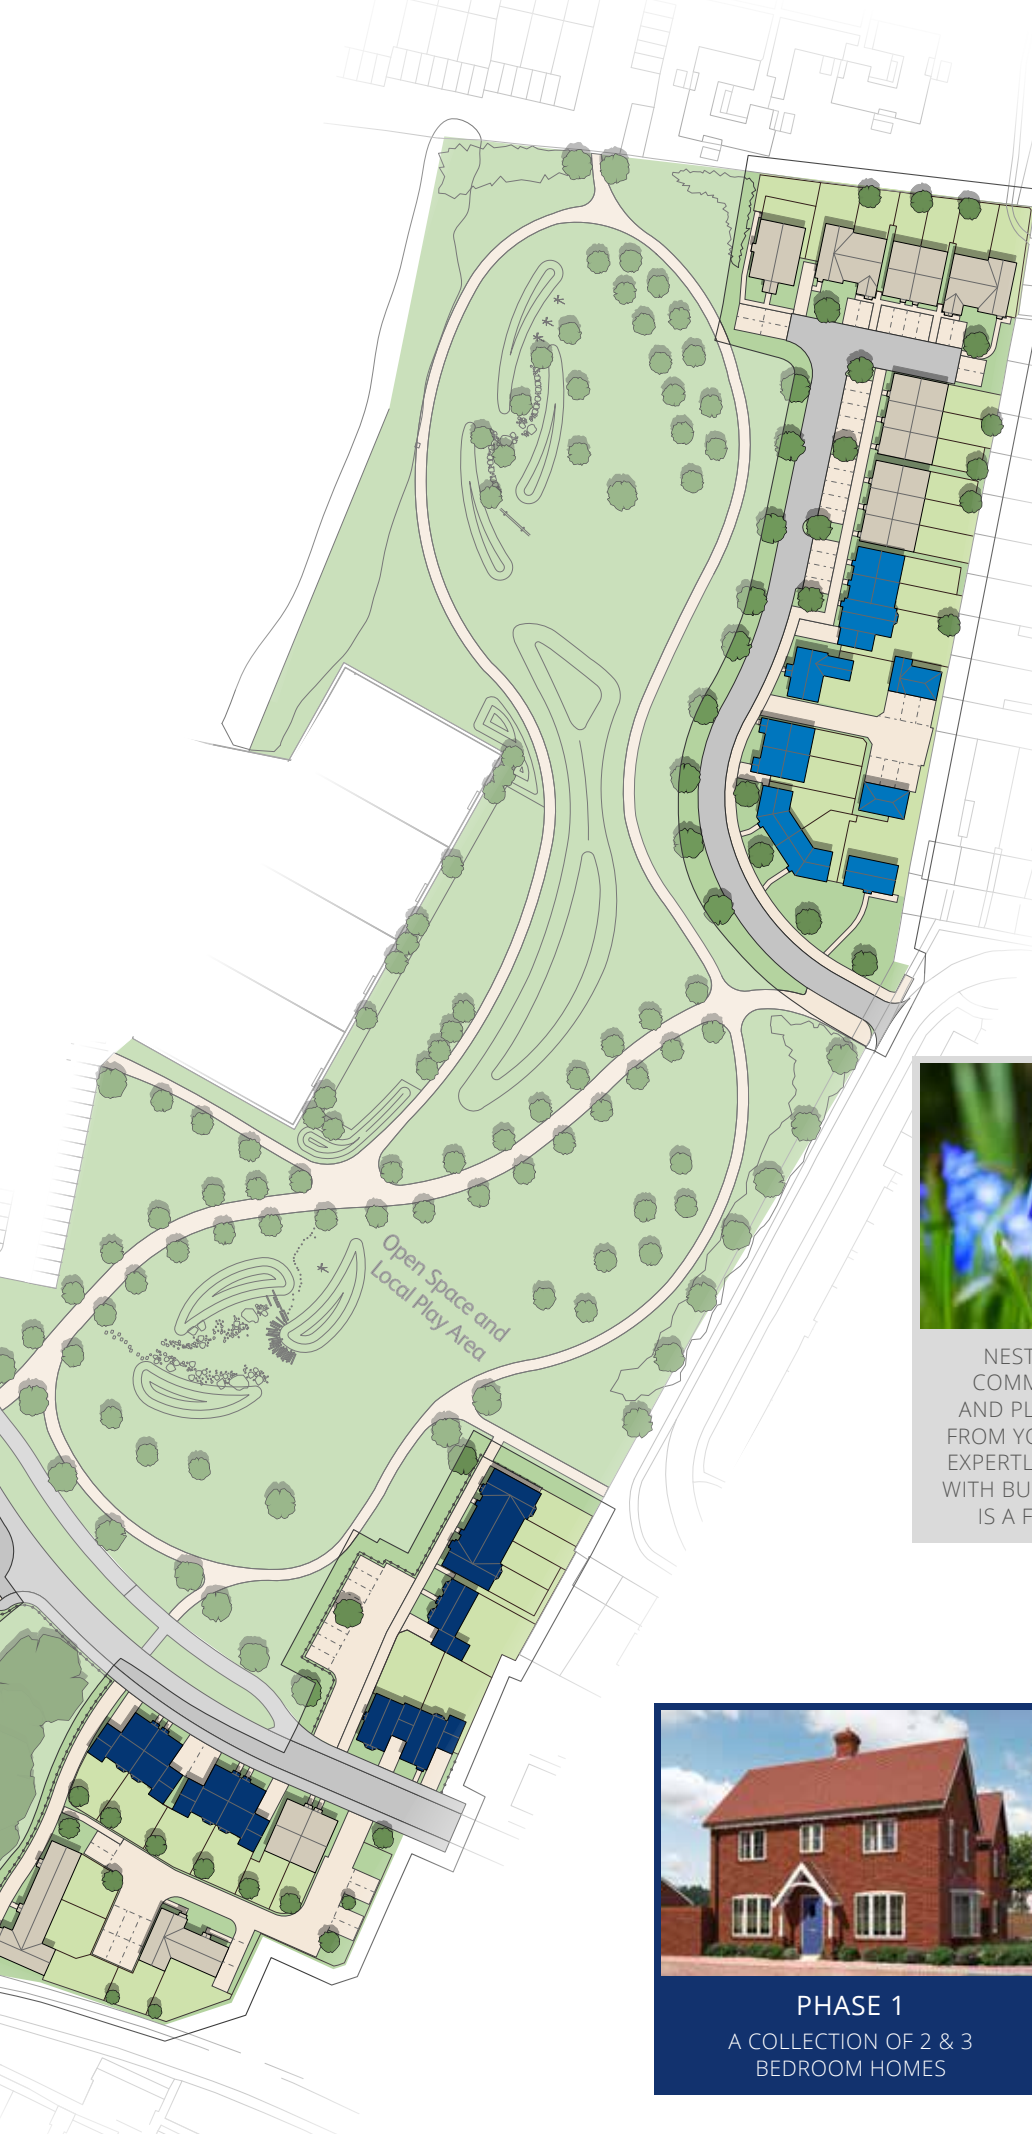 Open Space and
Local Play Area
NEST
COMM
AND PL
FROM YO
EXPERTL
WITH BU
IS A F
PHASE 1
A COLLECTION OF 2 & 3
BEDROOM HOMES